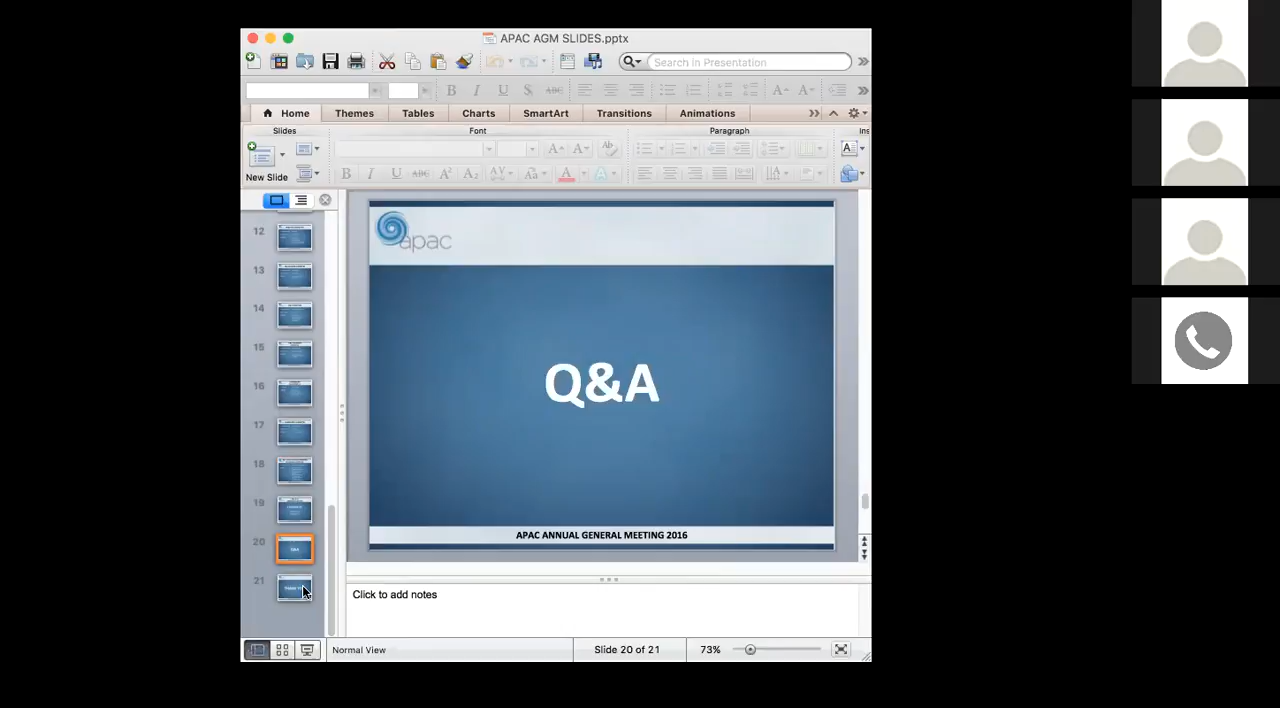 APAC AGM SLIDES.pptx
Search in Presentation
Home Themes Tables Charts SmartArt Transitions Animations
Slides Font Paragraph Ins
New Slide
12
13
14
15
16
17
18
19
20
21
apac
Q&A
APAC ANNUAL GENERAL MEETING 2016
Click to add notes
Normal View Slide 20 of 21 73%